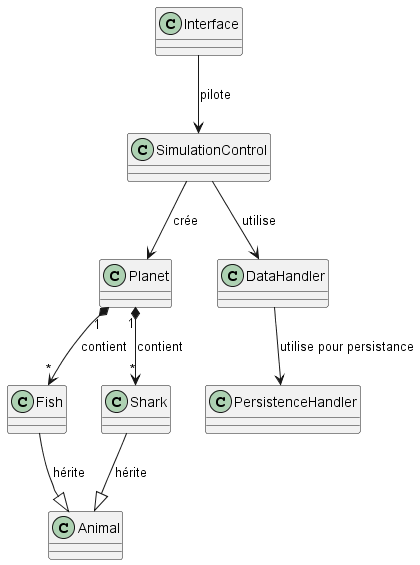 C Interface
pilote
C SimulationControl
crée
utilise
C Planet
C DataHandler
1
1
contient
contient
utilise pour persistance
*
*
C Fish
C Shark
C PersistenceHandler
hérite
hérite
C Animal